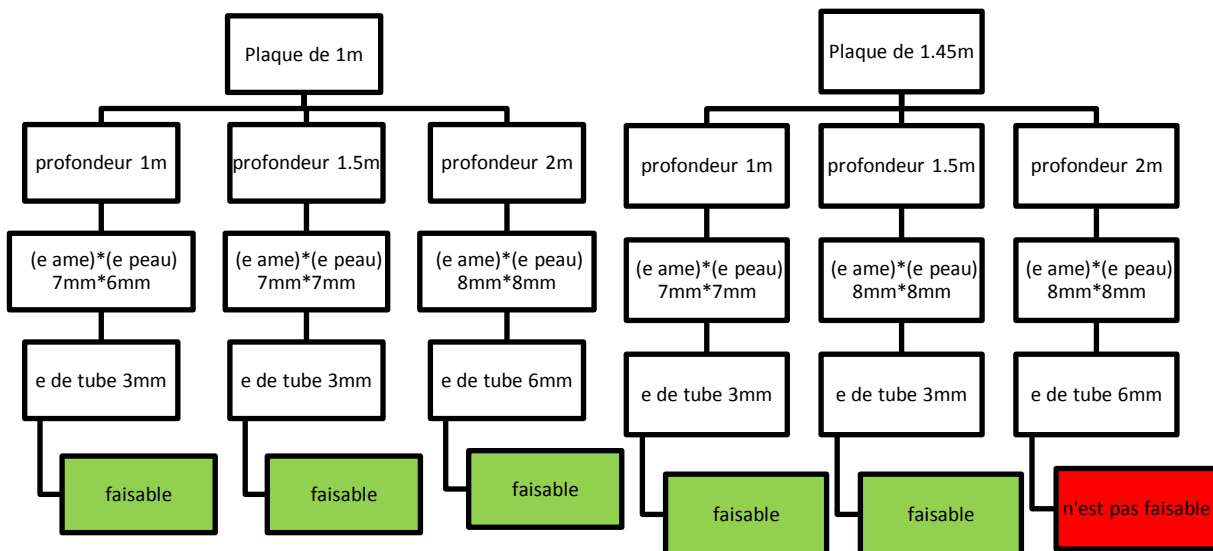 Plaque de 1m
profondeur 1m
profondeur 1.5m
profondeur 2m
(e ame)*(e peau)
7mm*6mm
(e ame)*(e peau)
7mm*7mm
(e ame)*(e peau)
8mm*8mm
e de tube 3mm
e de tube 3mm
e de tube 6mm
faisable
faisable
faisable
Plaque de 1.45m
profondeur 1m
profondeur 1.5m
profondeur 2m
(e ame)*(e peau)
7mm*7mm
(e ame)*(e peau)
8mm*8mm
(e ame)*(e peau)
8mm*8mm
e de tube 3mm
e de tube 3mm
e de tube 6mm
faisable
faisable
n'est pas faisable